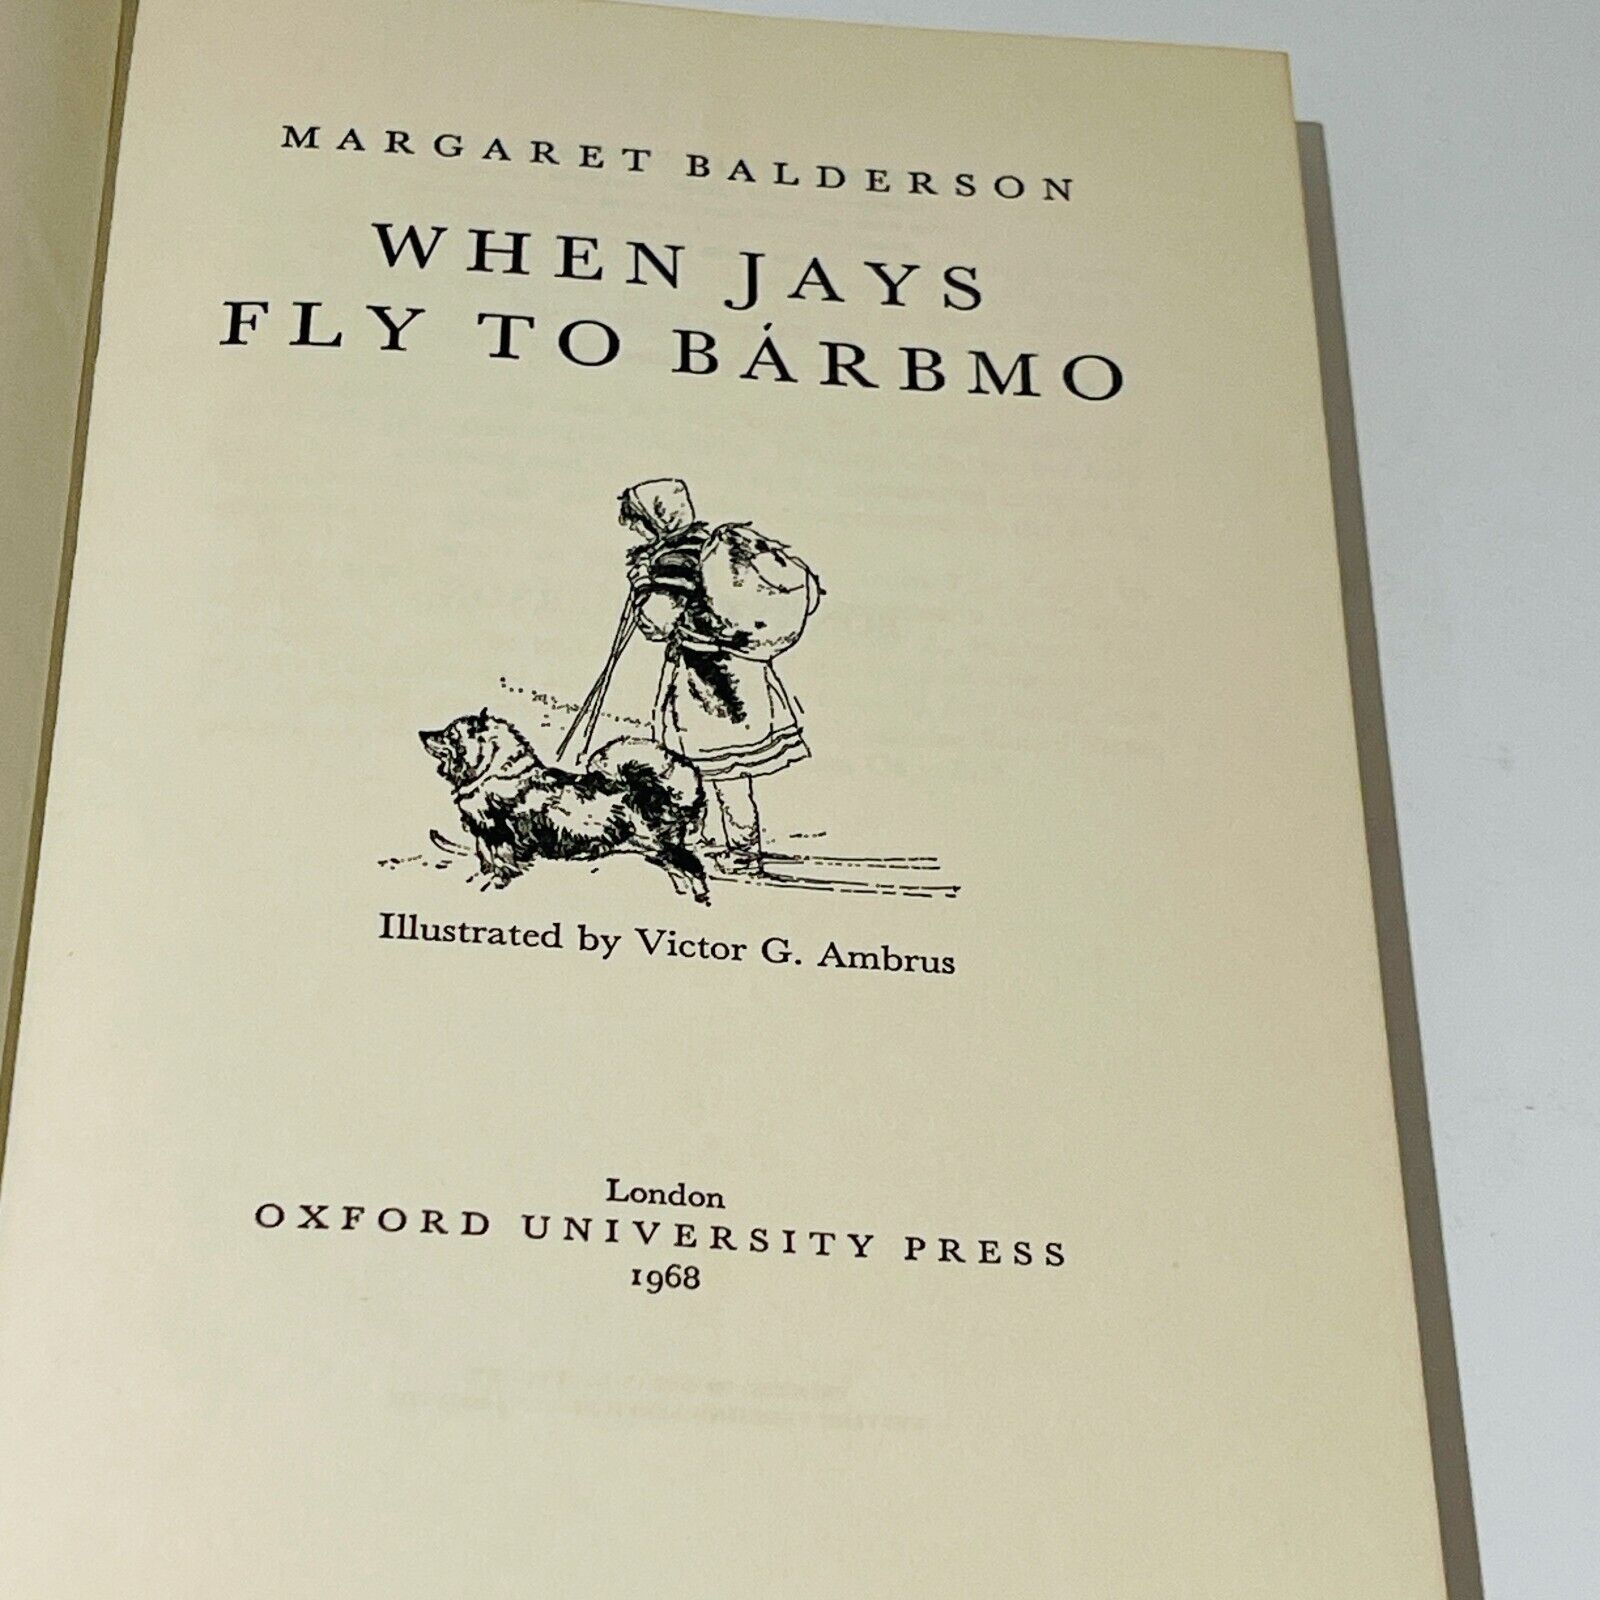 MARGARET BALDERSON
WHEN JAYS
FLY TO BÁRBMO
Illustrated by Victor G. Ambrus
London
OXFORD UNIVERSITY PRESS
1968